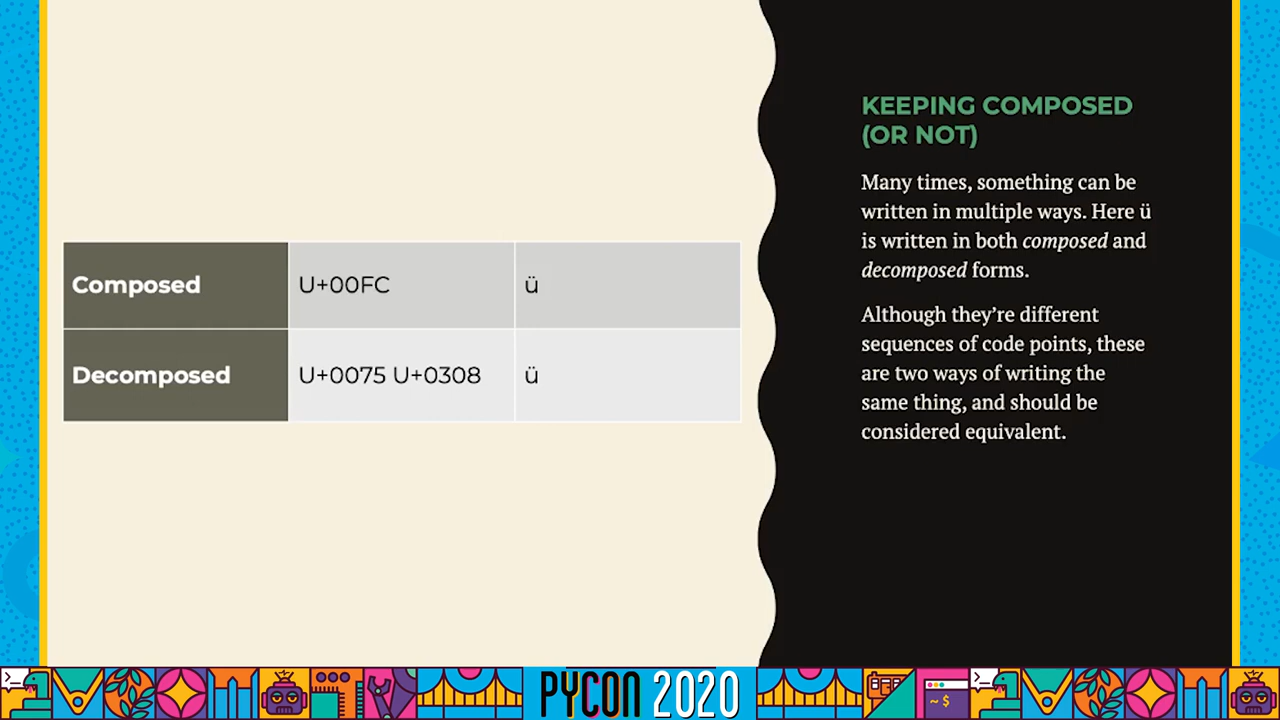 Composed U+00FC ü
Decomposed U+0075 U+0308 ü
KEEPING COMPOSED
(OR NOT)
Many times, something can be
written in multiple ways. Here ü
is written in both composed and
decomposed forms.
Although they’re different
sequences of code points, these
are two ways of writing the
same thing, and should be
considered equivalent.
PYCON 2020
~$